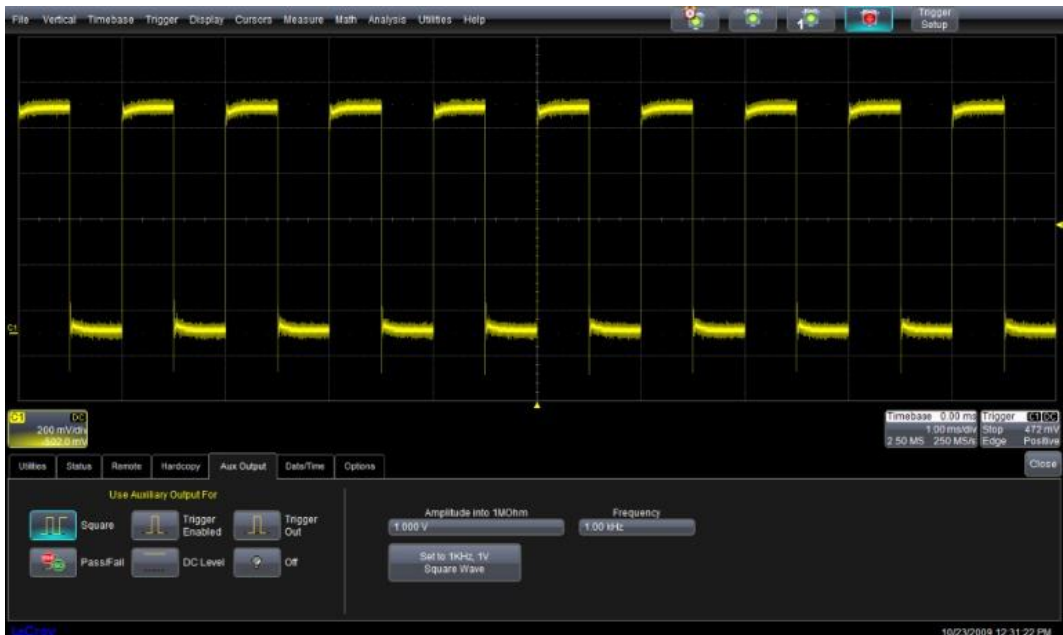 File Vertical Timebase Trigger Display Cursors Measure Math Analysis Utilities Help
1
Trigger
Setup
C1
C1 DC
200 mV/div
-502.0 mV
Timebase 0.00 ms
1.00 ms/div
2.50 MS 250 MS/s
Trigger C1 DC
Stop 472 mV
Edge Positive
Utilities Status Remote Hardcopy Aux Output Date/Time Options
Close
Use Auxiliary Output For
Square
Trigger
Enabled
Trigger
Out
Pass/Fail
DC Level
Off
Amplitude into 1MOhm
1.000 V
Frequency
1.00 kHz
Set to 1KHz, 1V
Square Wave
LeCroy
10/23/2009 12:31:22 PM